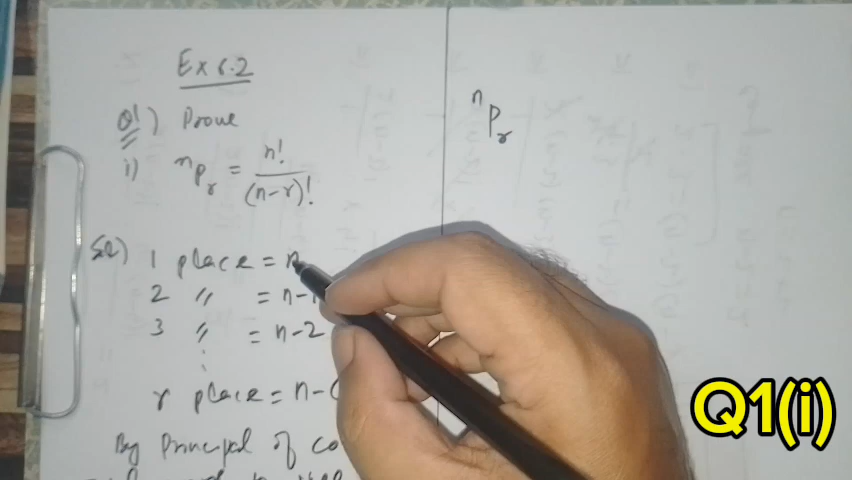 Ex 6.2
Q1) Prove
i) ⁿPᵣ = n! / (n-r)!
Sol) 1 place = n
2 〃 = n-1
3 〃 = n-2
⋮
r place = n-(
By Principal of
ⁿPᵣ
Q1(i)